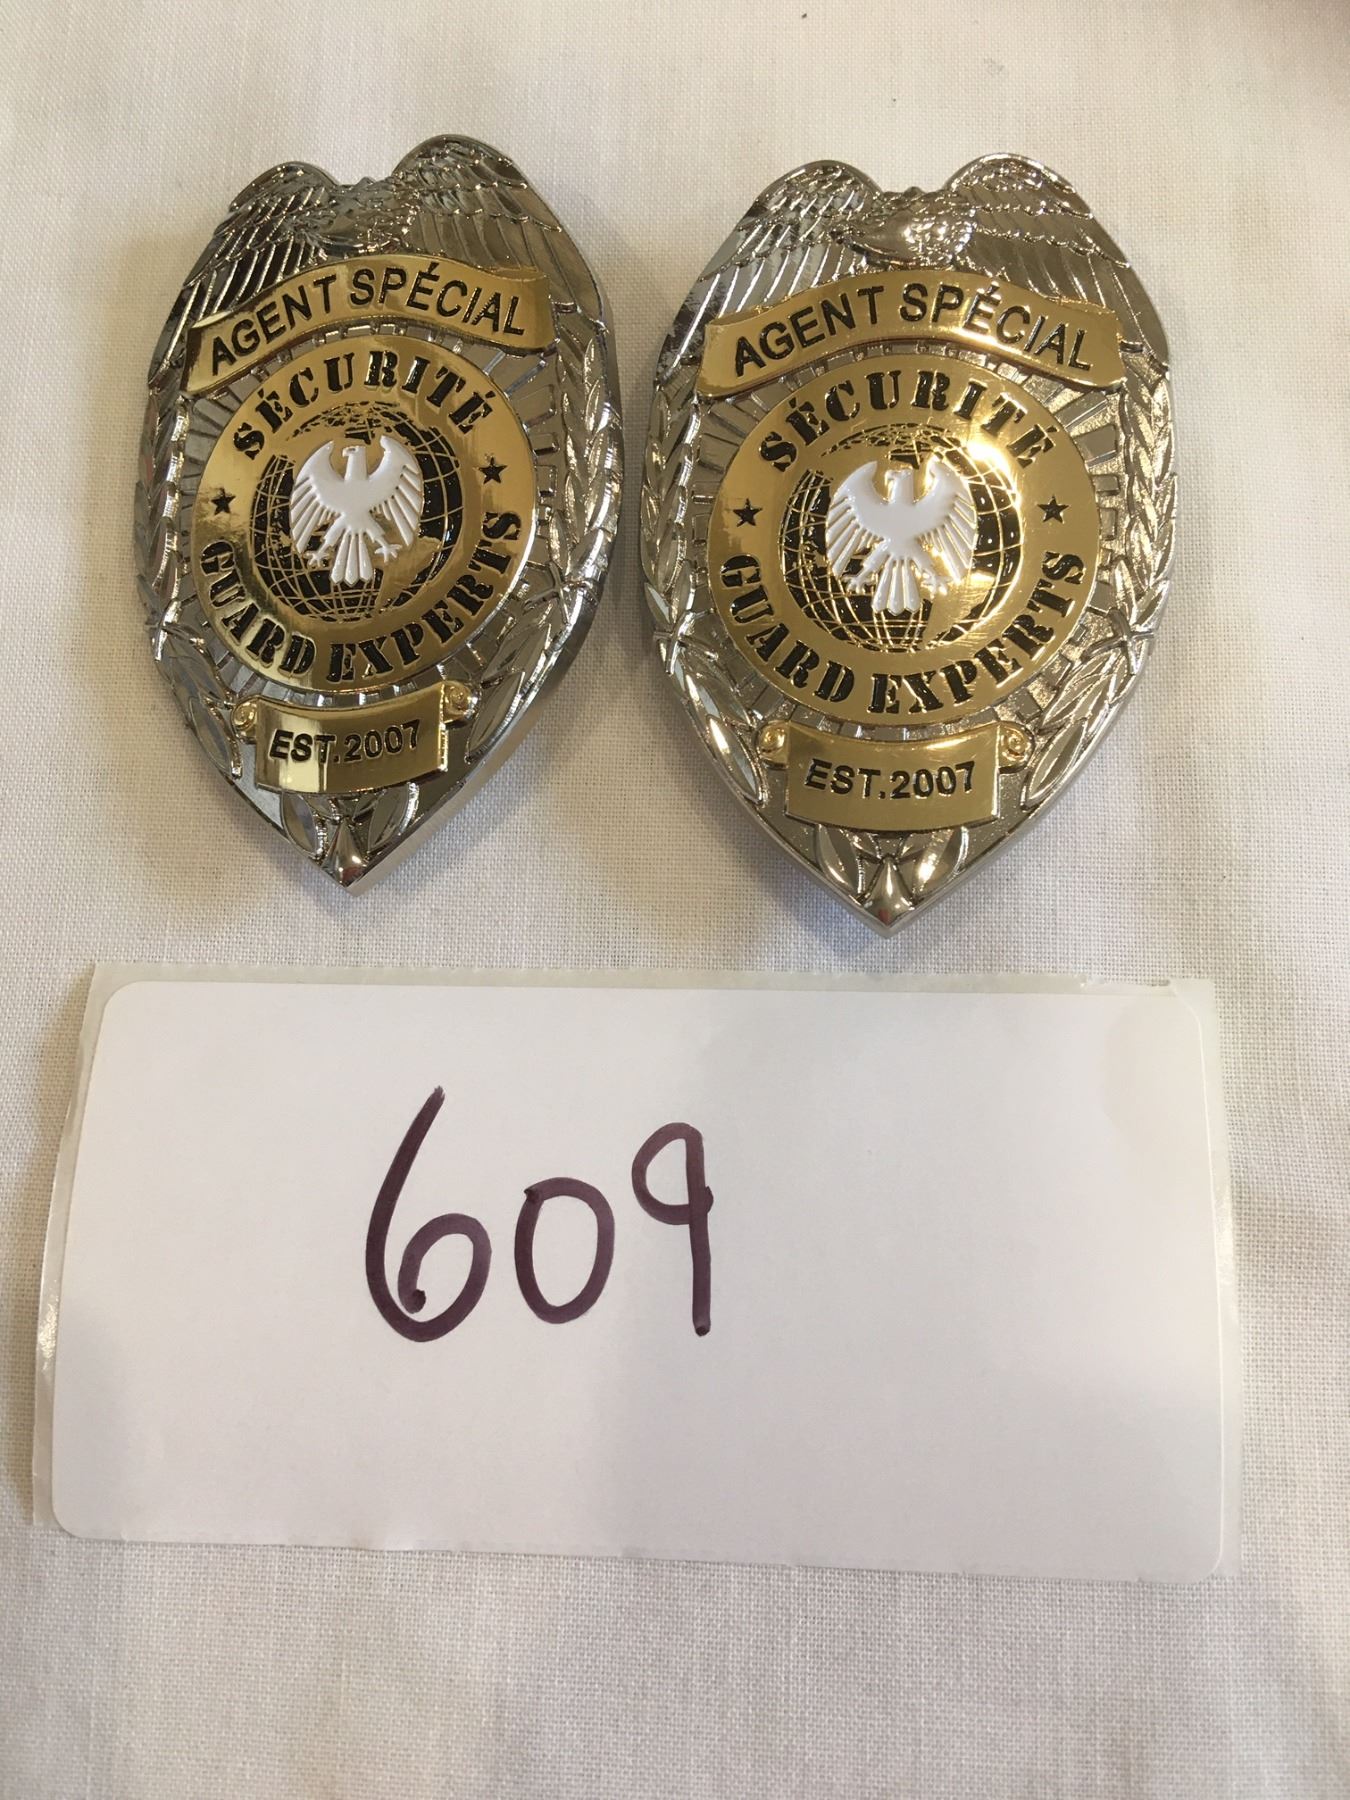 AGENT SPÉCIAL
SÉCURITÉ
GUARD EXPERTS
EST.2007
AGENT SPÉCIAL
SÉCURITÉ
GUARD EXPERTS
EST.2007
609